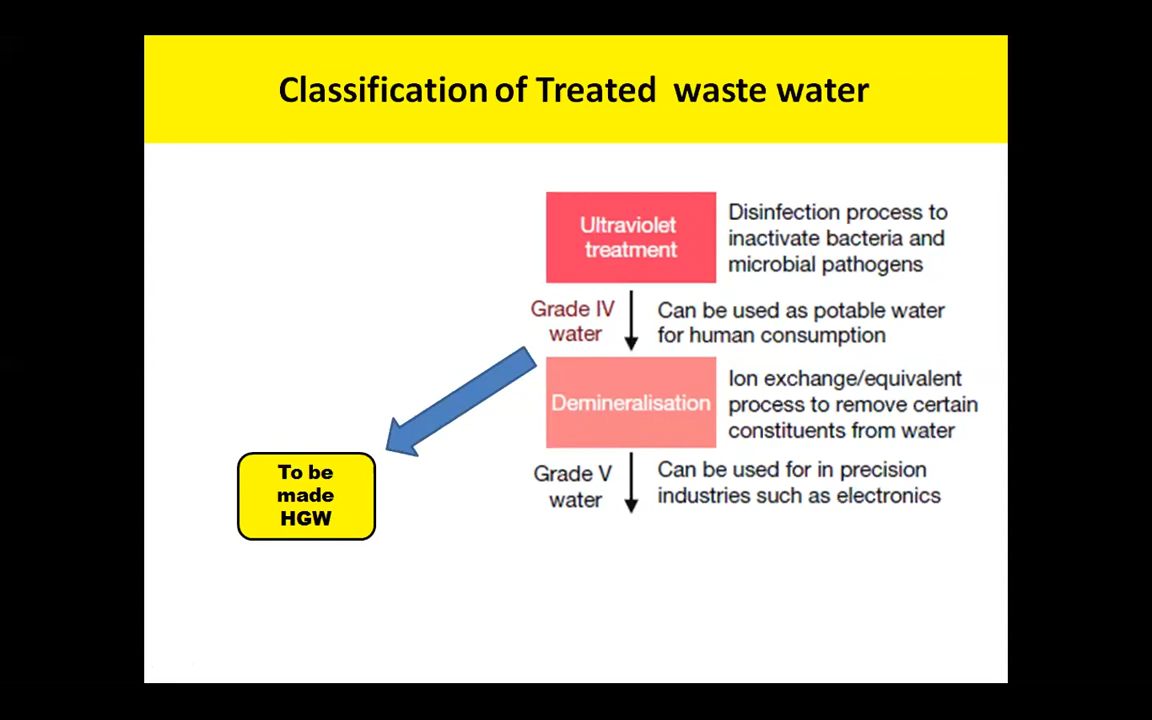 Classification of Treated waste water
Ultraviolet
treatment
Disinfection process to
inactivate bacteria and
microbial pathogens
Grade IV
water
Can be used as potable water
for human consumption
Demineralisation
Ion exchange/equivalent
process to remove certain
constituents from water
Grade V
water
Can be used for in precision
industries such as electronics
To be
made
HGW